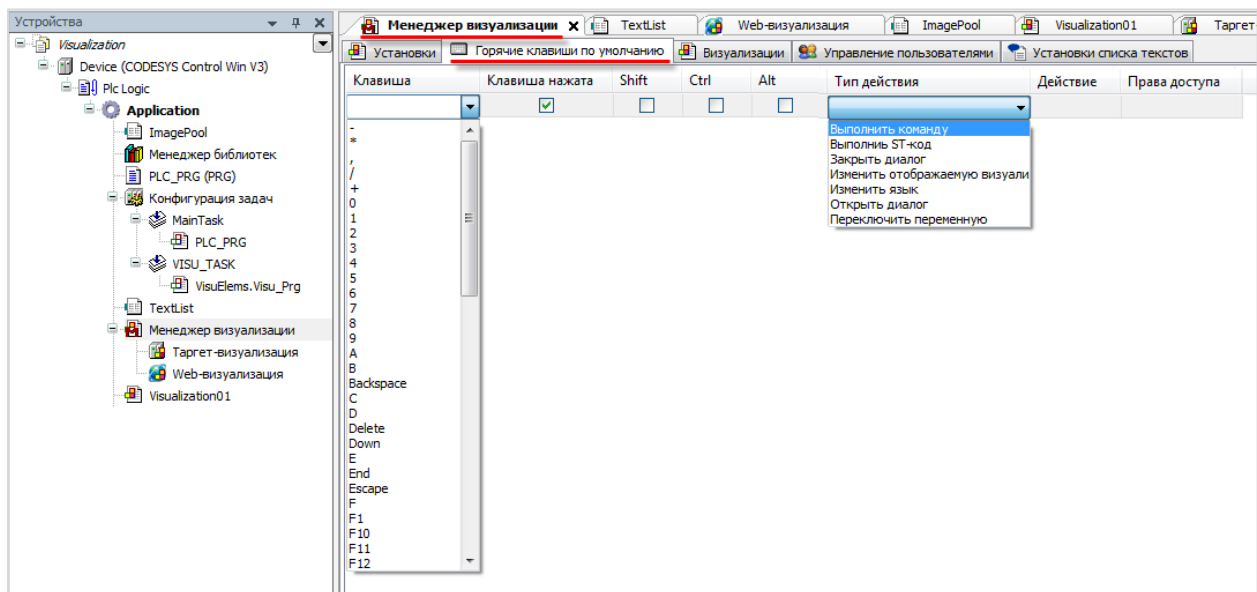 Устройства
Visualization
Device (CODESYS Control Win V3)
Plc Logic
Application
ImagePool
Менеджер библиотек
PLC_PRG (PRG)
Конфигурация задач
MainTask
PLC_PRG
VISU_TASK
VisuElems.Visu_Prg
TextList
Менеджер визуализации
Таргет-визуализация
Web-визуализация
Visualization01
Менеджер визуализации TextList Web-визуализация ImagePool Visualization01 Таргет-
Установки Горячие клавиши по умолчанию Визуализации Управление пользователями Установки списка текстов
Клавиша Клавиша нажата Shift Ctrl Alt Тип действия Действие Права доступа
-
*
,
/
+
0
1
2
3
4
5
6
7
8
9
A
B
Backspace
C
D
Delete
Down
E
End
Escape
F
F1
F10
F11
F12
Выполнить команду
Выполниь ST-код
Закрыть диалог
Изменить отображаемую визуали
Изменить язык
Открыть диалог
Переключить переменную